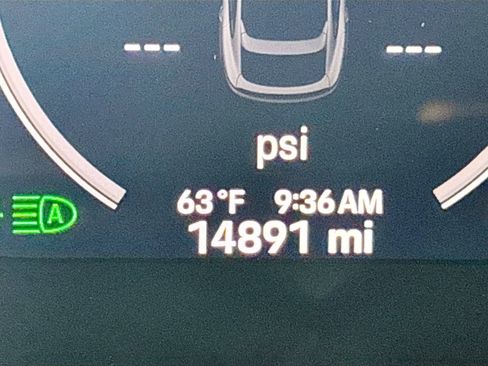 --- ---
psi
A
63°F 9:36AM
14891 mi